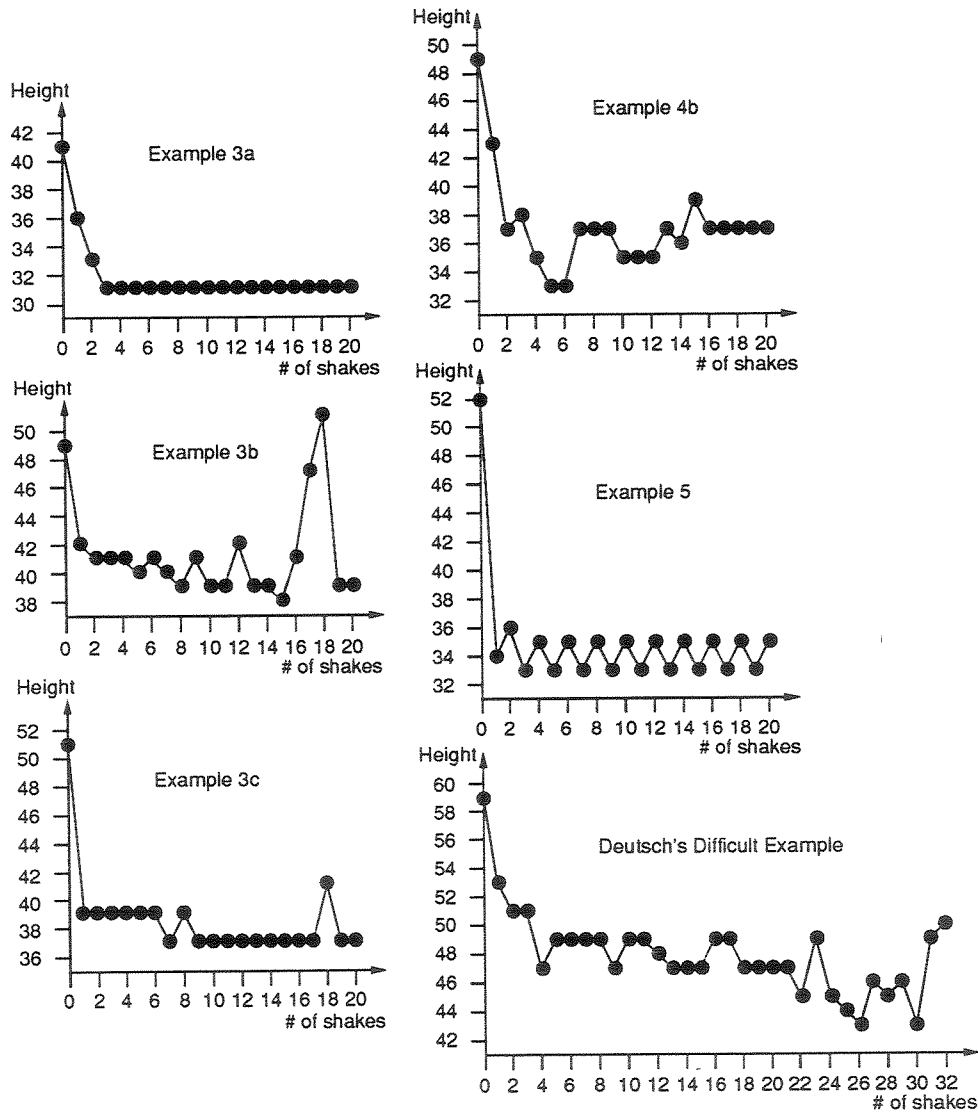 Height
42
40
38
36
34
32
30
Example 3a
0 2 4 6 8 10 12 14 16 18 20
# of shakes
Height
50
48
46
44
42
40
38
Example 3b
0 2 4 6 8 10 12 14 16 18 20
# of shakes
Height
52
50
48
46
44
42
40
38
36
Example 3c
0 2 4 6 8 10 12 14 16 18 20
# of shakes
Height
50
48
46
44
42
40
38
36
34
32
Example 4b
0 2 4 6 8 10 12 14 16 18 20
# of shakes
Height
52
50
48
46
44
42
40
38
36
34
32
Example 5
0 2 4 6 8 10 12 14 16 18 20
# of shakes
Height
60
58
56
54
52
50
48
46
44
42
Deutsch's Difficult Example
0 2 4 6 8 10 12 14 16 18 20 22 24 26 28 30 32
# of shakes